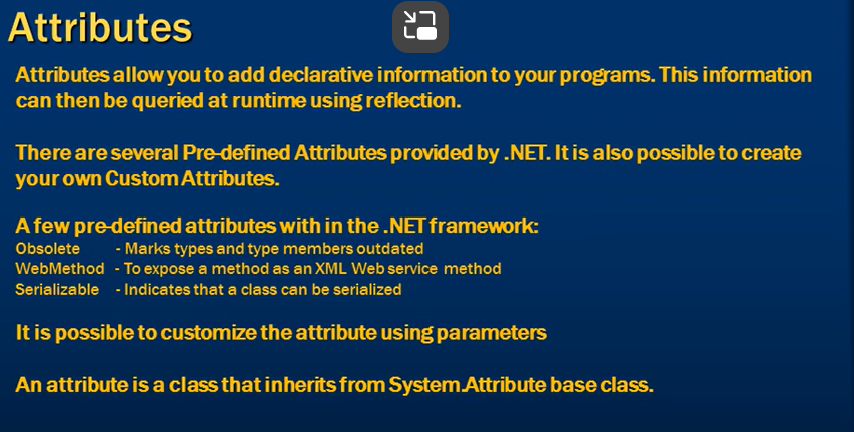 Attributes
Attributes allow you to add declarative information to your programs. This information
can then be queried at runtime using reflection.
There are several Pre-defined Attributes provided by .NET. It is also possible to create
your own Custom Attributes.
A few pre-defined attributes with in the .NET framework:
Obsolete - Marks types and type members outdated
WebMethod - To expose a method as an XML Web service method
Serializable - Indicates that a class can be serialized
It is possible to customize the attribute using parameters
An attribute is a class that inherits from System.Attribute base class.